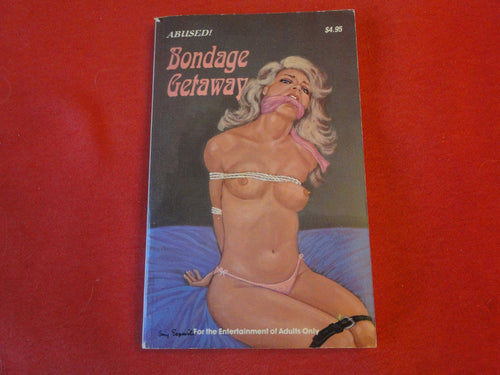 ABUSED!
$4.95
Bondage
Getaway
For the Entertainment of Adults Only